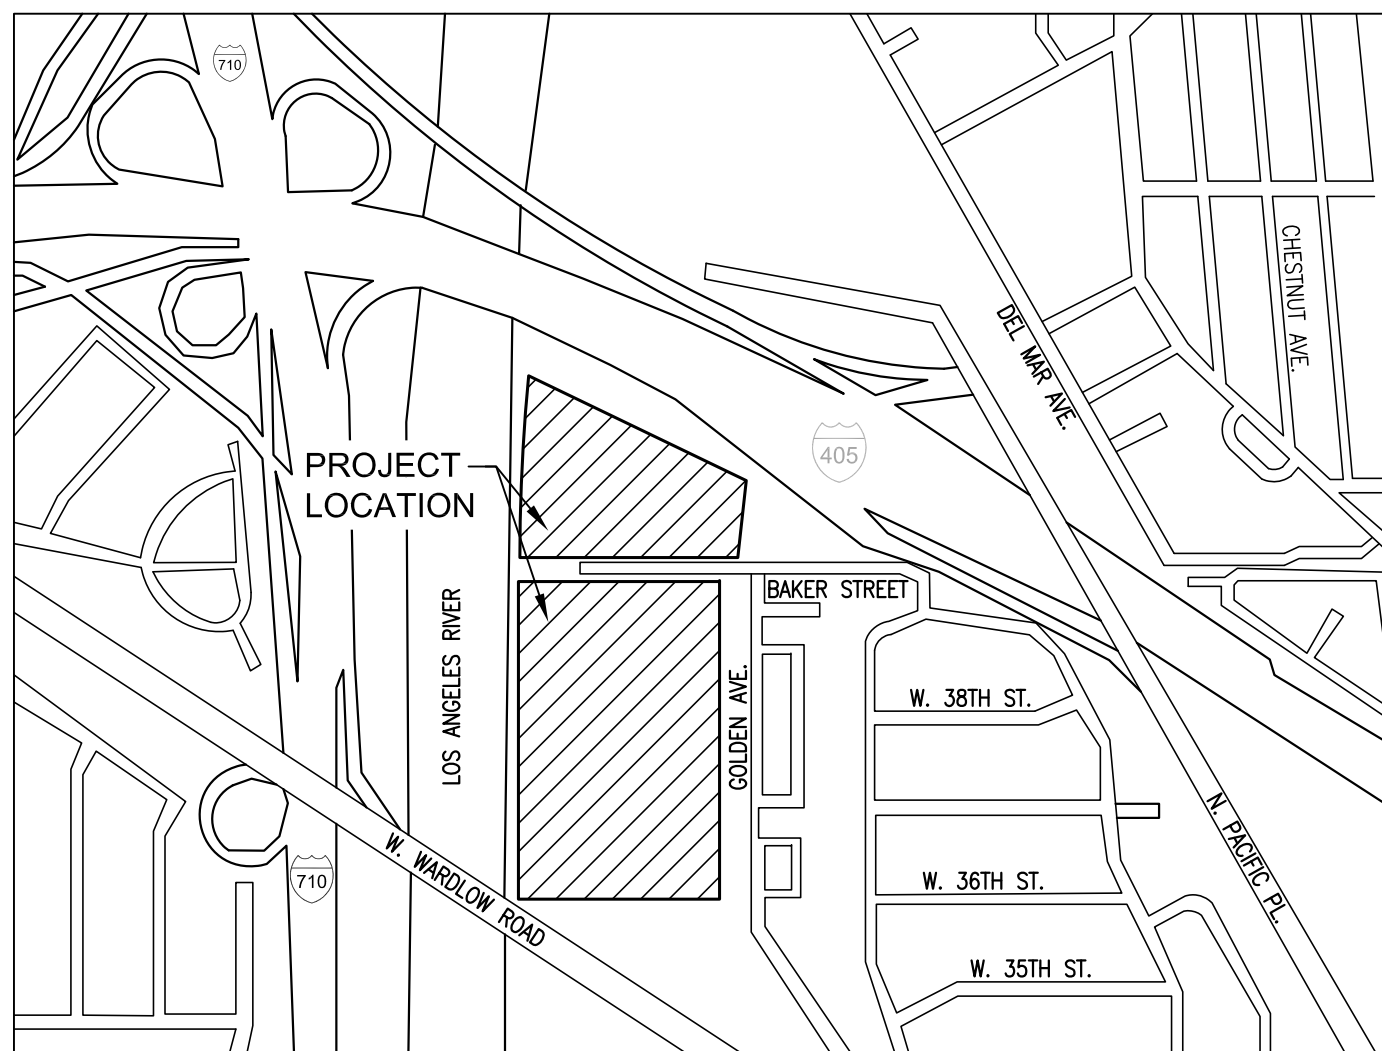 710
CHESTNUT AVE.
DEL MAR AVE.
405
PROJECT
LOCATION
BAKER STREET
LOS ANGELES RIVER
GOLDEN AVE.
W. 38TH ST.
N. PACIFIC PL.
W. WARDLOW ROAD
710
W. 36TH ST.
W. 35TH ST.